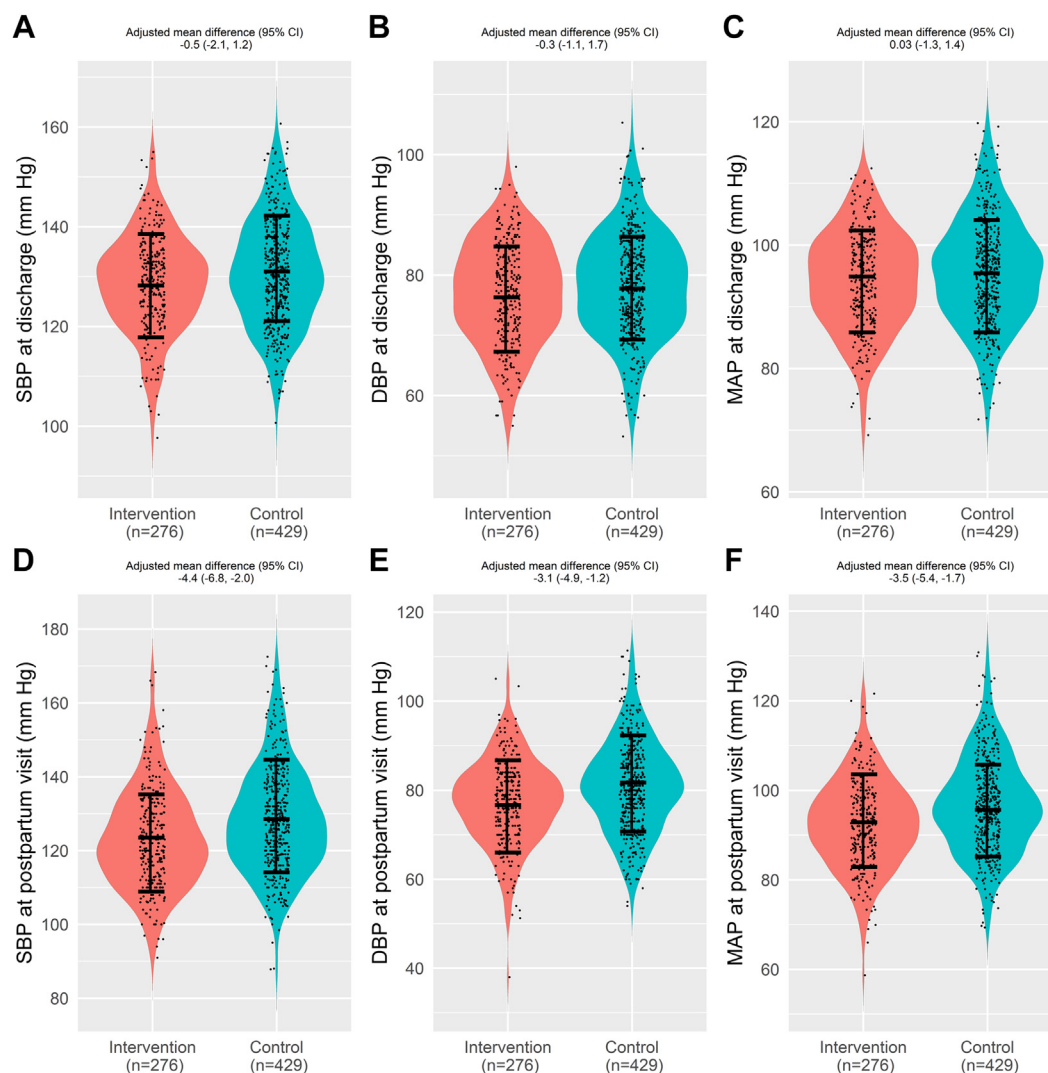 A
Adjusted mean difference (95% CI)
-0.5 (-2.1, 1.2)
SBP at discharge (mm Hg)
160
140
120
100
Intervention
(n=276)
Control
(n=429)
B
Adjusted mean difference (95% CI)
-0.3 (-1.1, 1.7)
DBP at discharge (mm Hg)
100
80
60
Intervention
(n=276)
Control
(n=429)
C
Adjusted mean difference (95% CI)
0.03 (-1.3, 1.4)
MAP at discharge (mm Hg)
120
100
80
60
Intervention
(n=276)
Control
(n=429)
D
Adjusted mean difference (95% CI)
-4.4 (-6.8, -2.0)
SBP at postpartum visit (mm Hg)
180
160
140
120
100
80
Intervention
(n=276)
Control
(n=429)
E
Adjusted mean difference (95% CI)
-3.1 (-4.9, -1.2)
DBP at postpartum visit (mm Hg)
120
100
80
60
40
Intervention
(n=276)
Control
(n=429)
F
Adjusted mean difference (95% CI)
-3.5 (-5.4, -1.7)
MAP at postpartum visit (mm Hg)
140
120
100
80
60
Intervention
(n=276)
Control
(n=429)